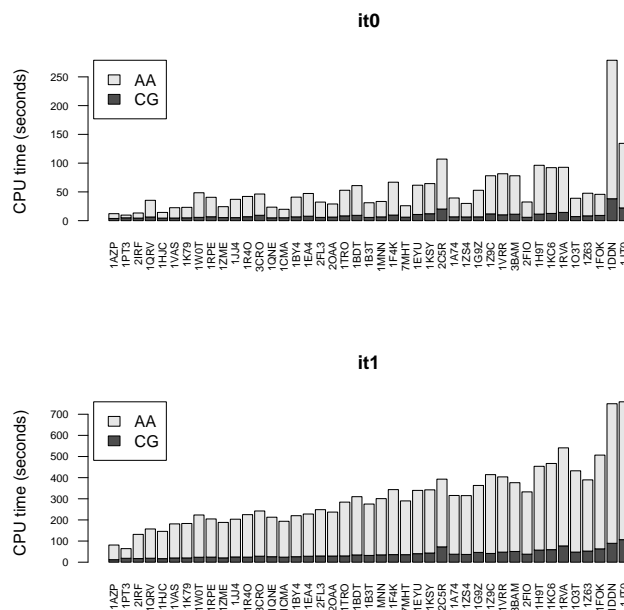 it0
CPU time (seconds)
250
200
150
100
50
0
AA
CG
1AZP
1PT3
2IRF
1QRV
1HJC
1VAS
1K79
1W0T
1RPE
1ZME
1JJ4
1R4O
3CRO
1QNE
1CMA
1BY4
1EA4
2FL3
2OAA
1TRO
1BDT
1B3T
1MNN
1F4K
7MHT
1EYU
1KSY
2C5R
1A74
1ZS4
1G9Z
1Z9C
1VRR
3BAM
2FIO
1H9T
1KC6
1RVA
1O3T
1Z63
1FOK
1DDN
1JT0
it1
CPU time (seconds)
700
600
500
400
300
200
100
0
AA
CG
1AZP
1PT3
2IRF
1QRV
1HJC
1VAS
1K79
1W0T
1RPE
1ZME
1JJ4
1R4O
3CRO
1QNE
1CMA
1BY4
1EA4
2FL3
2OAA
1TRO
1BDT
1B3T
1MNN
1F4K
7MHT
1EYU
1KSY
2C5R
1A74
1ZS4
1G9Z
1Z9C
1VRR
3BAM
2FIO
1H9T
1KC6
1RVA
1O3T
1Z63
1FOK
1DDN
1JT0